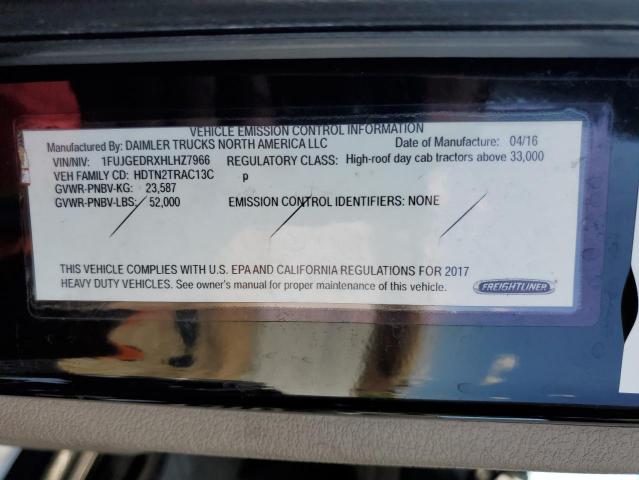 VEHICLE EMISSION CONTROL INFORMATION
Manufactured By: DAIMLER TRUCKS NORTH AMERICA LLC Date of Manufacture: 04/16
VIN/NIV: 1FUJGEDRXHLHZ7966 REGULATORY CLASS: High-roof day cab tractors above 33,000
VEH FAMILY CD: HDTN2TRAC13C p
GVWR-PNBV-KG: 23,587
GVWR-PNBV-LBS: 52,000 EMISSION CONTROL IDENTIFIERS: NONE
THIS VEHICLE COMPLIES WITH U.S. EPA AND CALIFORNIA REGULATIONS FOR 2017
HEAVY DUTY VEHICLES. See owner's manual for proper maintenance of this vehicle. FREIGHTLINER